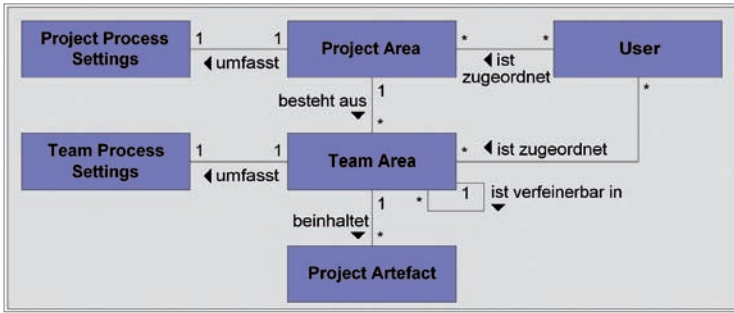 Project Process
Settings
1
1
umfasst
Project Area
*
*
ist
zugeordnet
User
besteht aus
1
*
*
Team Process
Settings
1
1
umfasst
Team Area
*
ist zugeordnet
*
1
ist verfeinerbar in
beinhaltet
1
*
Project Artefact